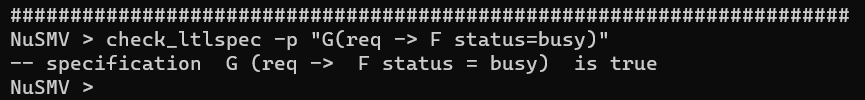 ######################################################################
NuSMV > check_ltlspec -p "G(req -> F status=busy)"
-- specification  G (req ->  F status = busy)  is true
NuSMV >